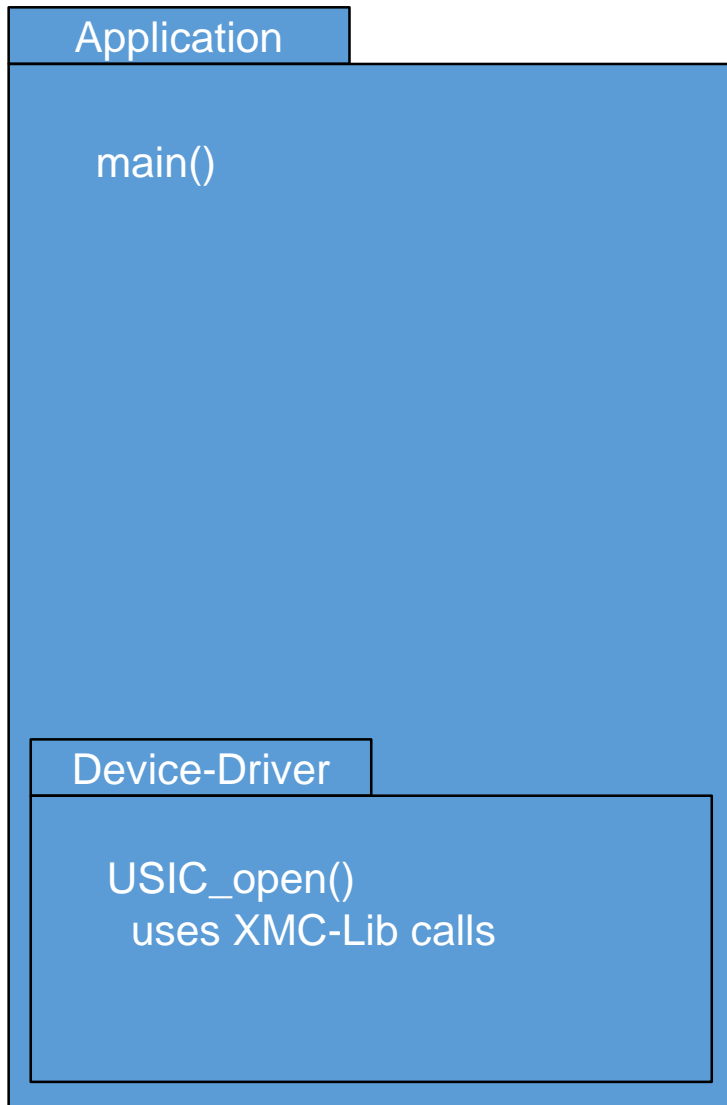 Application
main()
Device-Driver
USIC_open()
uses XMC-Lib calls